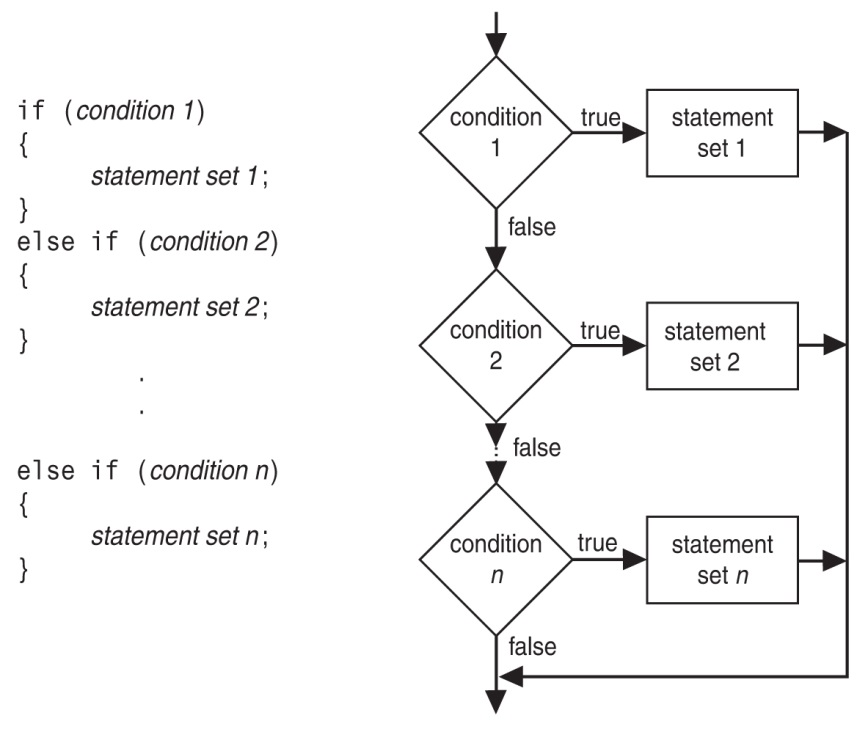 if (condition 1)
{
statement set 1;
}
else if (condition 2)
{
statement set 2;
}
.
.
else if (condition n)
{
statement set n;
}
condition
1
true
statement
set 1
false
condition
2
true
statement
set 2
false
condition
n
true
statement
set n
false